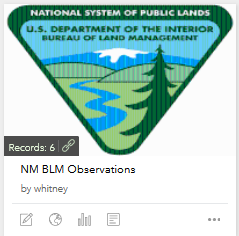 NATIONAL SYSTEM OF PUBLIC LANDS
U.S. DEPARTMENT OF THE INTERIOR
BUREAU OF LAND MANAGEMENT
Records: 6
NM BLM Observations
by whitney